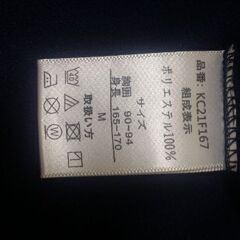 品番: KC21F167
組成表示
ポリエステル100%
サイズ
M
胸囲 90-94
身長 165-170
取扱い方